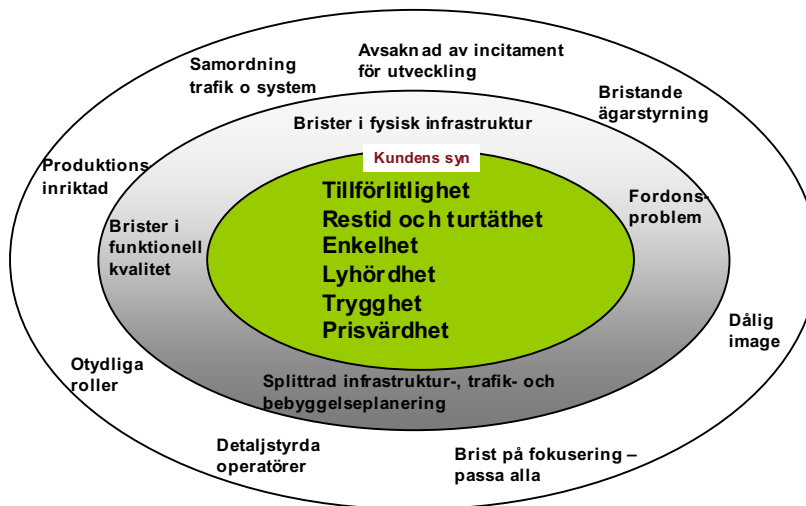 Avsaknad av incitament
för utveckling
Samordning
trafik o system
Bristande
ägarstyrning
Brister i fysisk infrastruktur
Kundens syn
Produktions
inriktad
Tillförlitlighet
Restid och turtäthet
Enkelhet
Lyhördhet
Trygghet
Prisvärdhet
Fordons-
problem
Brister i
funktionell
kvalitet
Dålig
image
Otydliga
roller
Splittrad infrastruktur-, trafik- och
bebyggelseplanering
Detaljstyrda
operatörer
Brist på fokusering –
passa alla